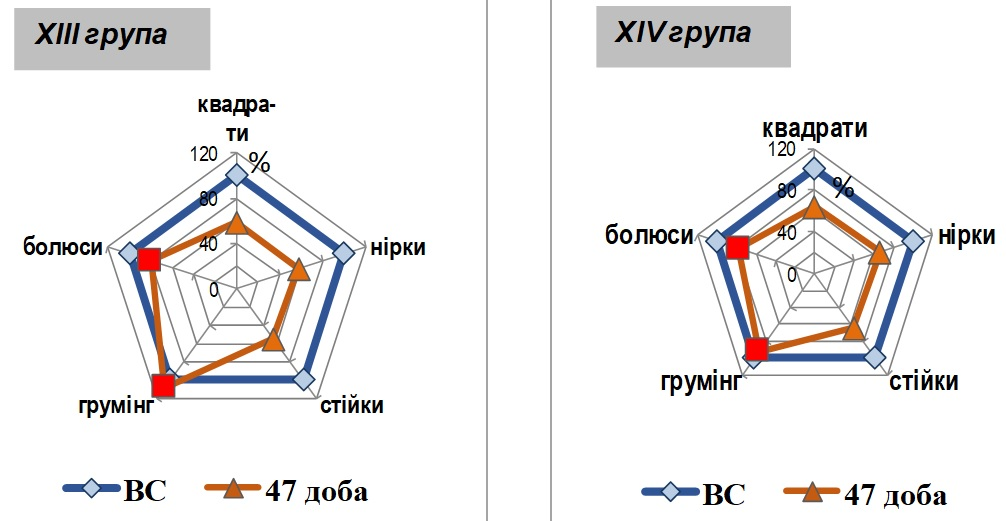 XIII група
квадра-
ти
120
%
80
40
0
болюси
нірки
грумінг
стійки
ВС
47 доба
XIV група
квадрати
120
%
80
40
0
болюси
нірки
грумінг
стійки
ВС
47 доба